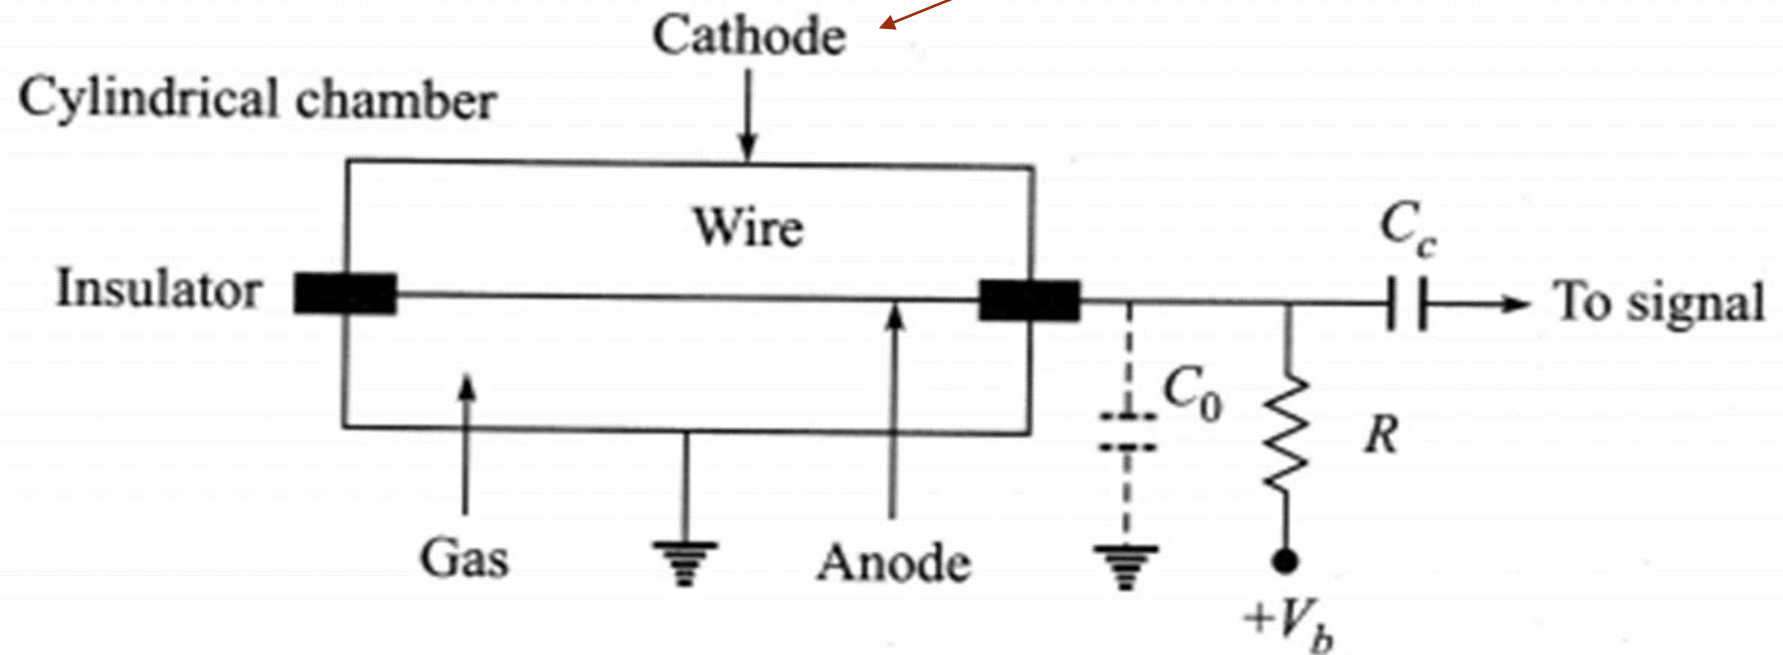 Cathode
Cylindrical chamber
Wire
C_c
Insulator
To signal
C_0
R
Gas
Anode
+V_b